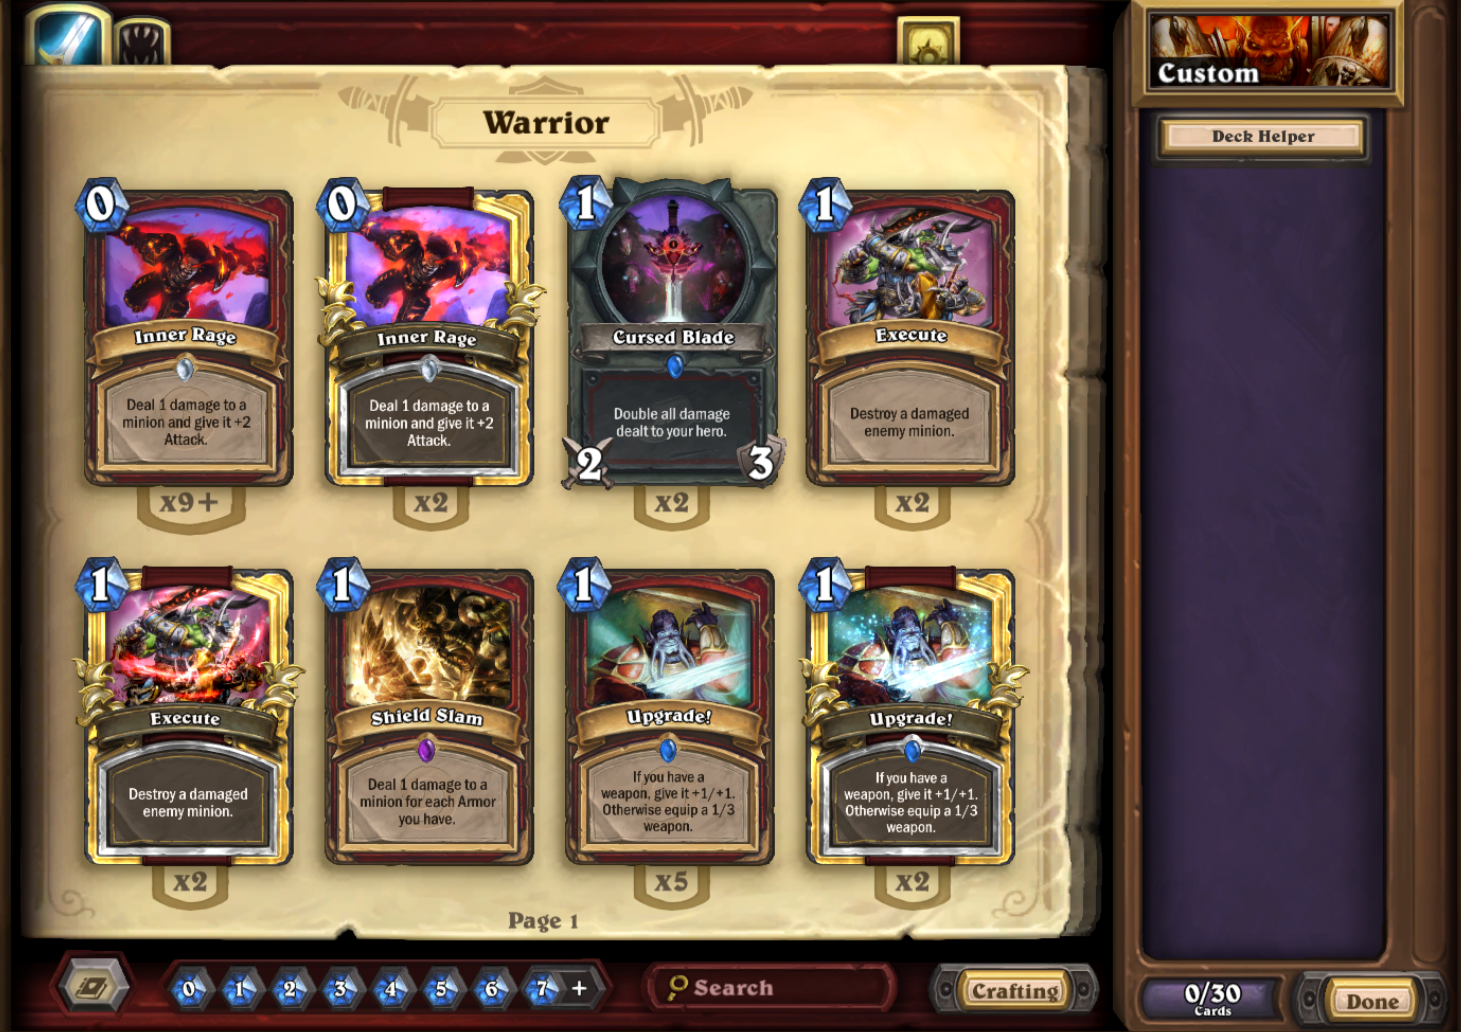 Custom
Deck Helper
Warrior
0
Inner Rage
Deal 1 damage to a
minion and give it +2
Attack.
x9+
0
Inner Rage
Deal 1 damage to a
minion and give it +2
Attack.
x2
1
Cursed Blade
Double all damage
dealt to your hero.
2
3
x2
1
Execute
Destroy a damaged
enemy minion.
x2
1
Execute
Destroy a damaged
enemy minion.
x2
1
Shield Slam
Deal 1 damage to a
minion for each Armor
you have.
1
Upgrade!
If you have a
weapon, give it +1/+1.
Otherwise equip a 1/3
weapon.
x5
1
Upgrade!
If you have a
weapon, give it +1/+1.
Otherwise equip a 1/3
weapon.
x2
Page 1
0 1 2 3 4 5 6 7 +
Search
Crafting
0/30
Cards
Done